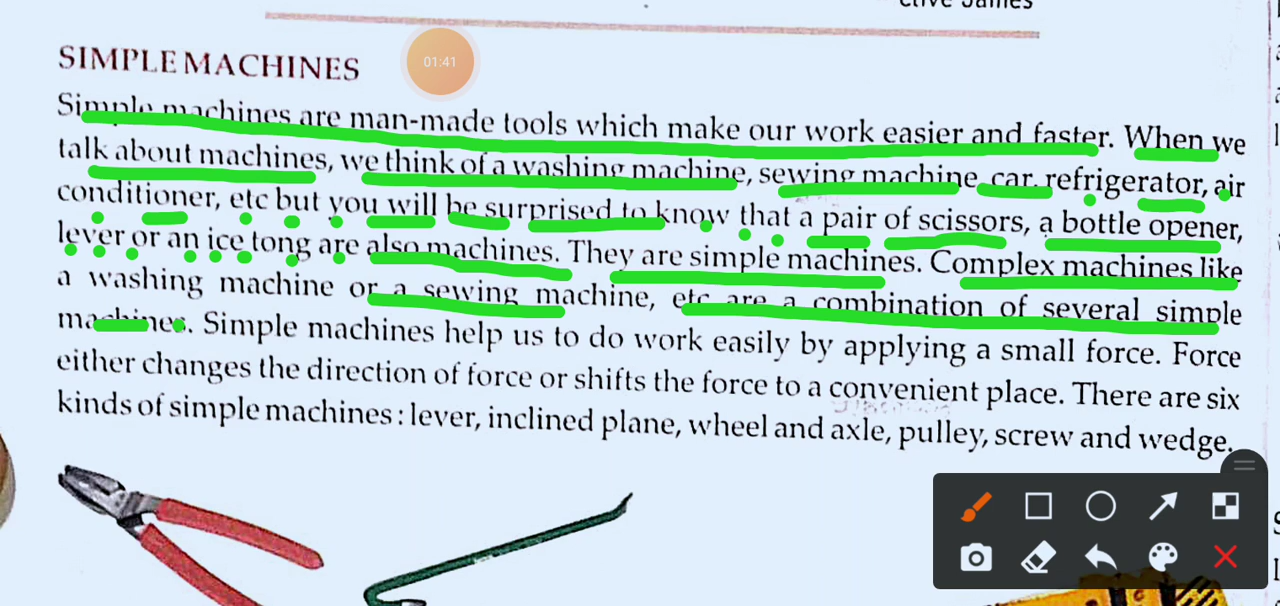 Clive James
SIMPLE MACHINES
01:41
Simple machines are man-made tools which make our work easier and faster. When we
talk about machines, we think of a washing machine, sewing machine, car, refrigerator, air
conditioner, etc but you will be surprised to know that a pair of scissors, a bottle opener,
lever or an ice tong are also machines. They are simple machines. Complex machines like
a washing machine or a sewing machine, etc are a combination of several simple
machines. Simple machines help us to do work easily by applying a small force. Force
either changes the direction of force or shifts the force to a convenient place. There are six
kinds of simple machines : lever, inclined plane, wheel and axle, pulley, screw and wedge.